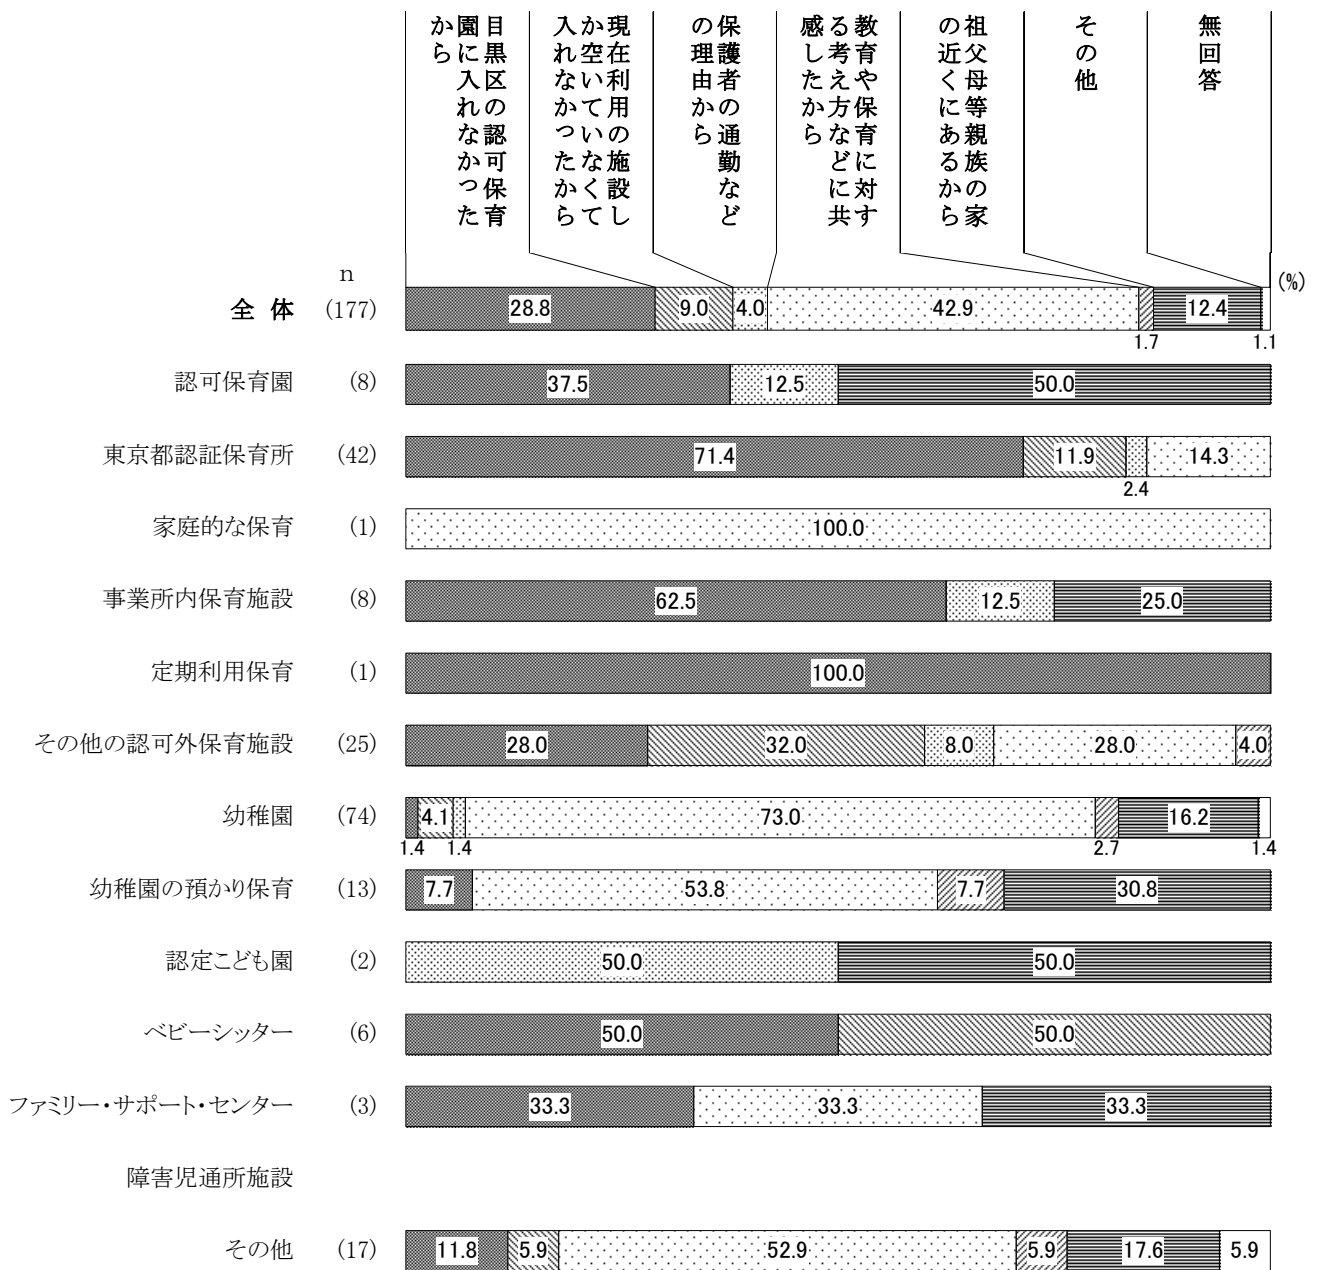 目黒区の認可保育
園に入れなかった
から
現在利用の施設し
か空いていなくて
入れなかったから
保護者の通勤など
の理由から
教育や保育に対す
る考え方などに共
感したから
祖父母等親族の家
の近くにあるから
その他
無回答
n
(%)
全 体 (177) 28.8 9.0 4.0 42.9 12.4
1.7 1.1
認可保育園 (8) 37.5 12.5 50.0
東京都認証保育所 (42) 71.4 11.9 14.3
2.4
家庭的な保育 (1) 100.0
事業所内保育施設 (8) 62.5 12.5 25.0
定期利用保育 (1) 100.0
その他の認可外保育施設 (25) 28.0 32.0 8.0 28.0 4.0
幼稚園 (74) 4.1 73.0 16.2
1.4 1.4 2.7 1.4
幼稚園の預かり保育 (13) 7.7 53.8 7.7 30.8
認定こども園 (2) 50.0 50.0
ベビーシッター (6) 50.0 50.0
ファミリー・サポート・センター (3) 33.3 33.3 33.3
障害児通所施設
その他 (17) 11.8 5.9 52.9 5.9 17.6 5.9